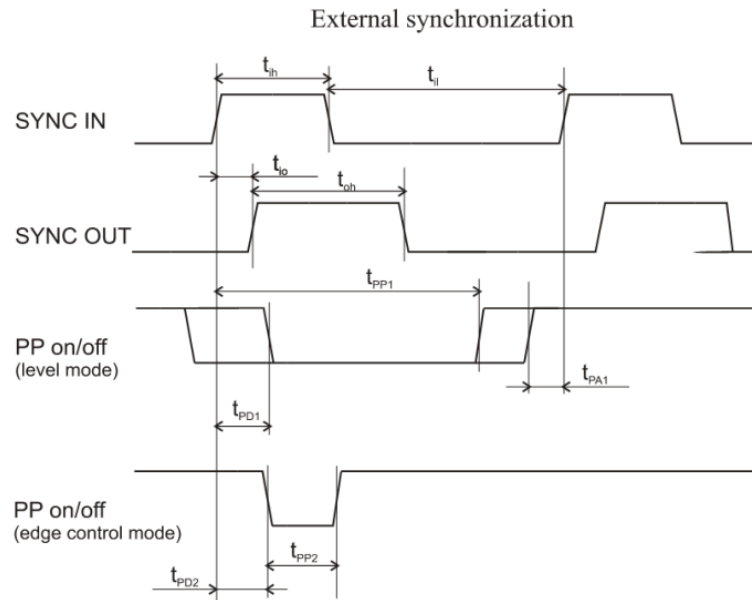 External synchronization
t_ih
t_il
SYNC IN
t_io
t_oh
SYNC OUT
t_PP1
PP on/off
(level mode)
t_PA1
t_PD1
PP on/off
(edge control mode)
t_PP2
t_PD2